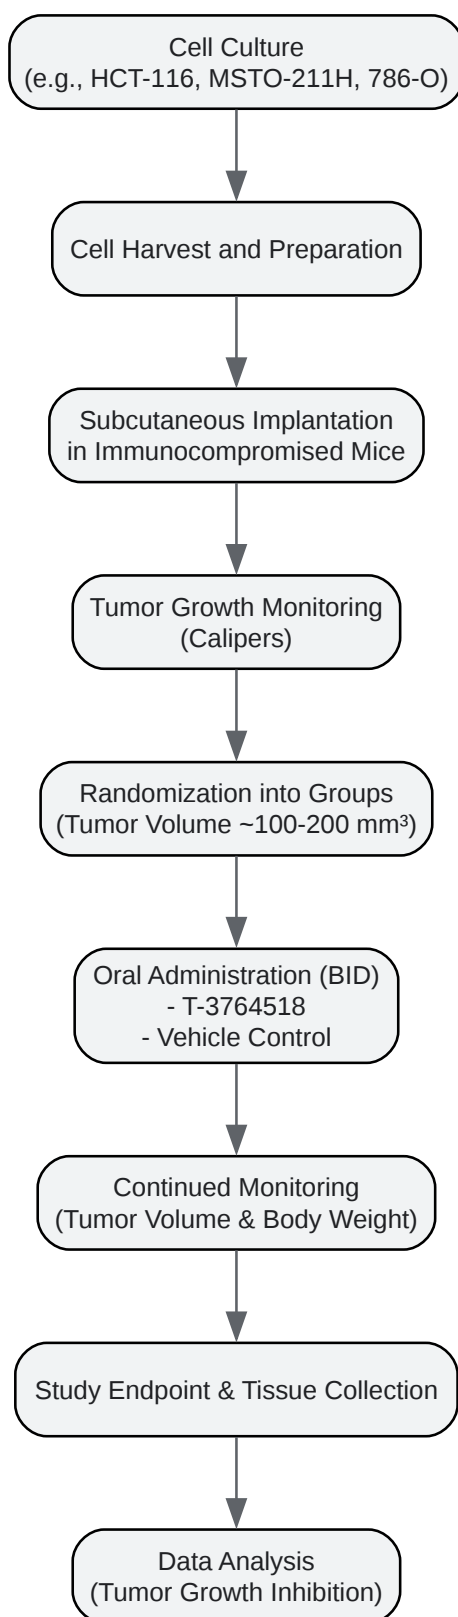 Cell Culture
(e.g., HCT-116, MSTO-211H, 786-O)
Cell Harvest and Preparation
Subcutaneous Implantation
in Immunocompromised Mice
Tumor Growth Monitoring
(Calipers)
Randomization into Groups
(Tumor Volume ~100-200 mm³)
Oral Administration (BID)
- T-3764518
- Vehicle Control
Continued Monitoring
(Tumor Volume & Body Weight)
Study Endpoint & Tissue Collection
Data Analysis
(Tumor Growth Inhibition)